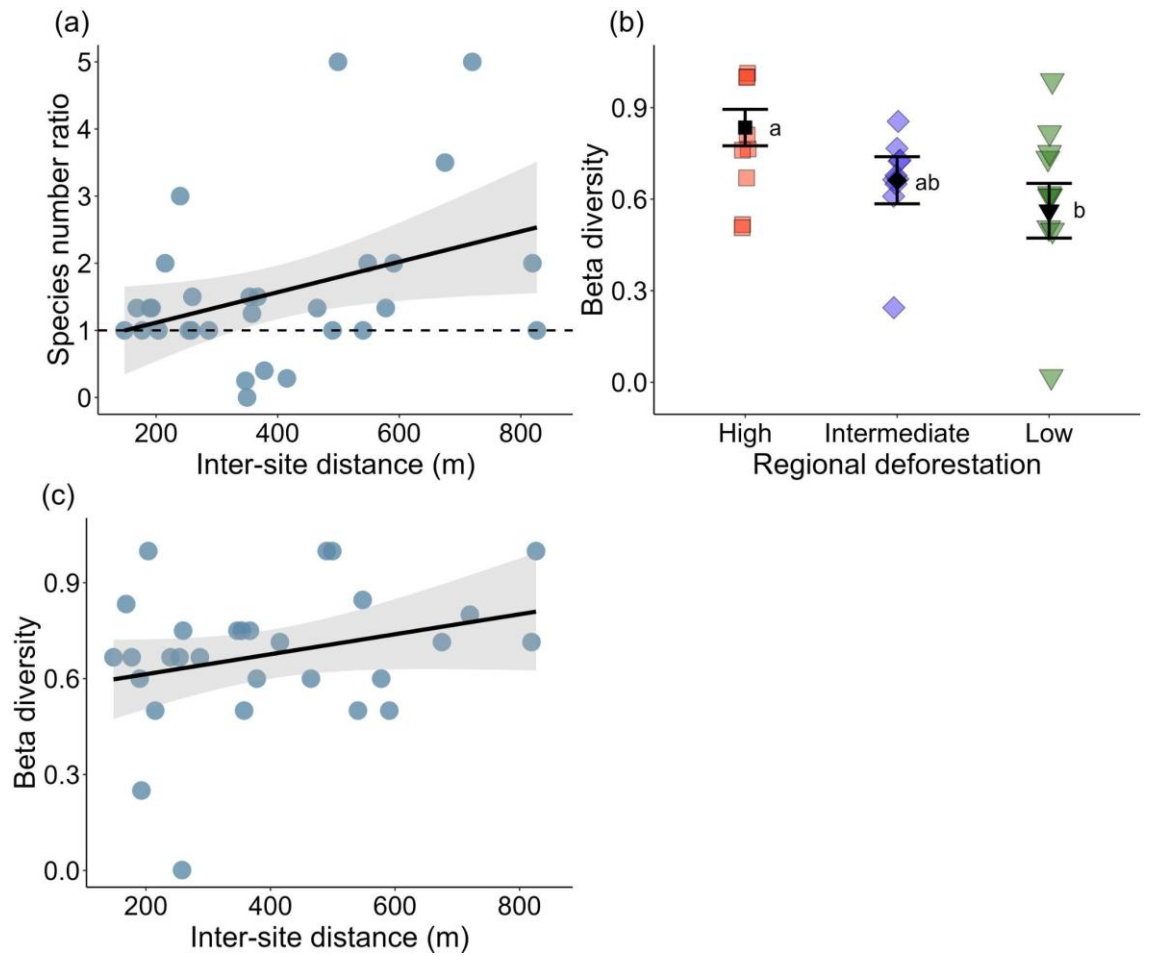 (a)
Species number ratio
5
4
3
2
1
0
200 400 600 800
Inter-site distance (m)
(b)
Beta diversity
0.9
0.6
0.3
0.0
a
ab
b
High Intermediate Low
Regional deforestation
(c)
Beta diversity
0.9
0.6
0.3
0.0
200 400 600 800
Inter-site distance (m)